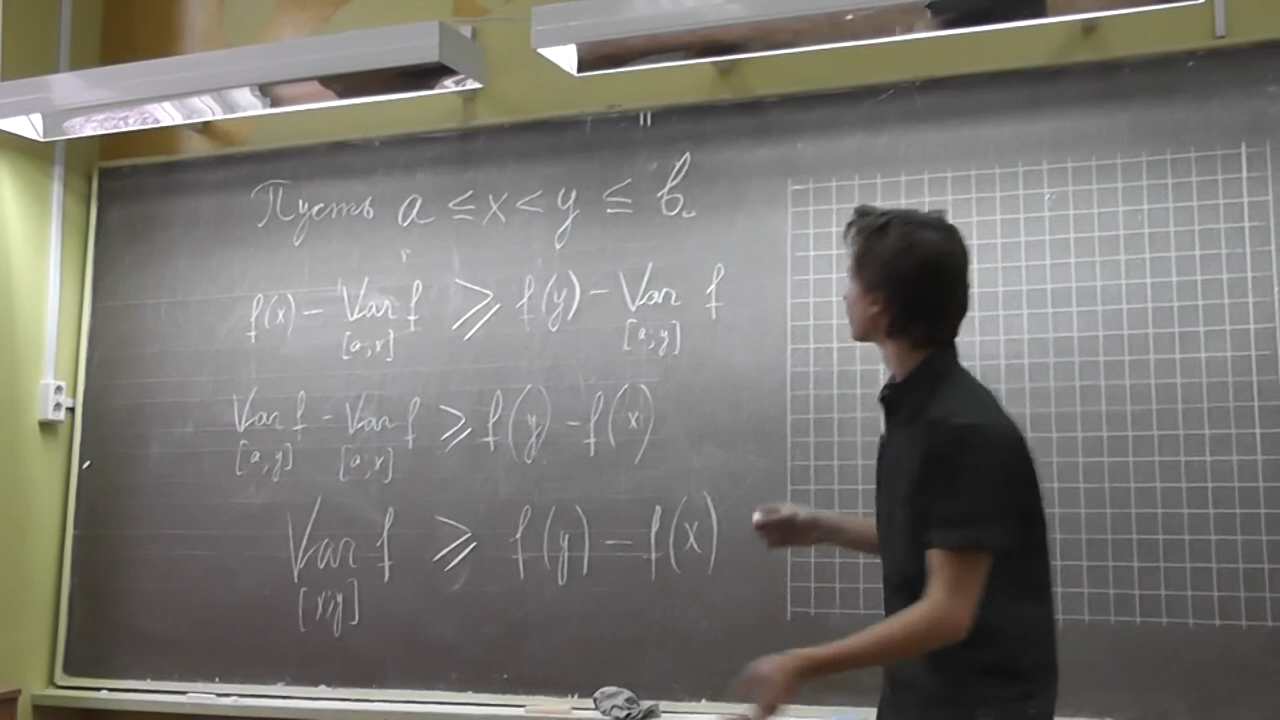 Пусть a ≤ x < y ≤ b.
f(x) - Var f ⩾ f(y) - Var f
[a;x] [a;y]
Var f - Var f ⩾ f(y) - f(x)
[a;y] [a;x]
Var f ⩾ f(y) - f(x)
[x;y]